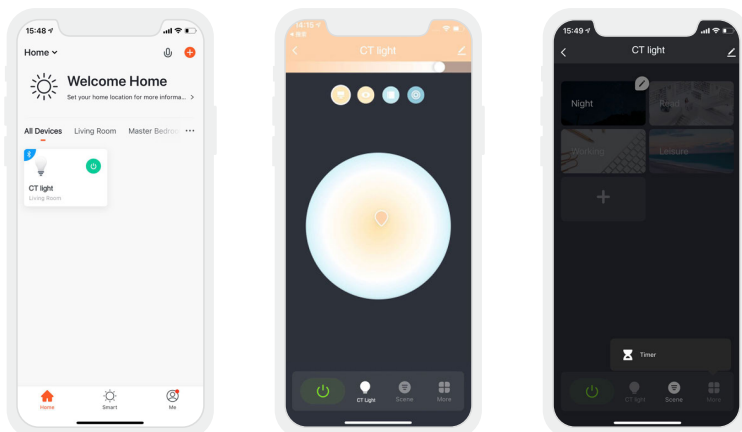 15:48
Home
Welcome Home
Set your home location for more informa...
All Devices
Living Room
Master Bedro
CT light
Living Room
Home
Smart
Me
14:15
CT light
CT Light
Scene
More
15:49
CT light
Night
Read
Working
Leisure
Timer
CT light
Scene
More